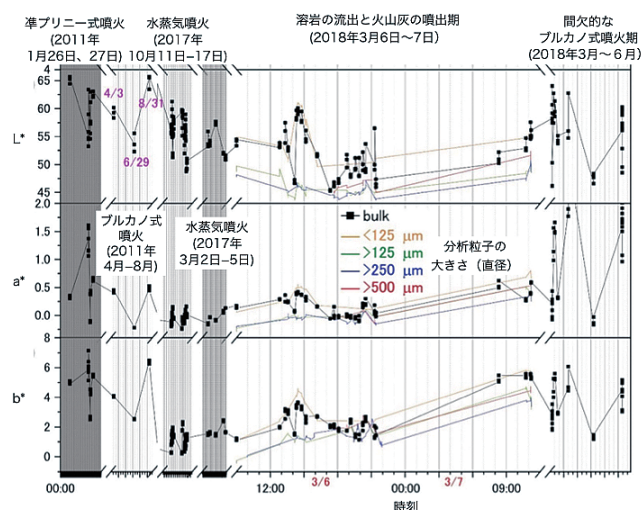 準プリニー式噴火
(2011年
1月26日、27日)
水蒸気噴火
(2017年
10月11日−17日)
溶岩の流出と火山灰の噴出期
(2018年3月6日〜7日)
間欠的な
ブルカノ式噴火期
(2018年3月〜6月)
65
60
55
50
45
L*
4/3
8/31
6/29
2.0
1.5
1.0
0.5
0.0
a*
ブルカノ式
噴火
(2011年
4月−8月)
水蒸気噴火
(2017年
3月2日−5日)
bulk
<125 μm
>125 μm
>250 μm
>500 μm
分析粒子の
大きさ（直径）
8
6
4
2
0
b*
00:00
12:00
00:00
09:00
3/6
3/7
時刻